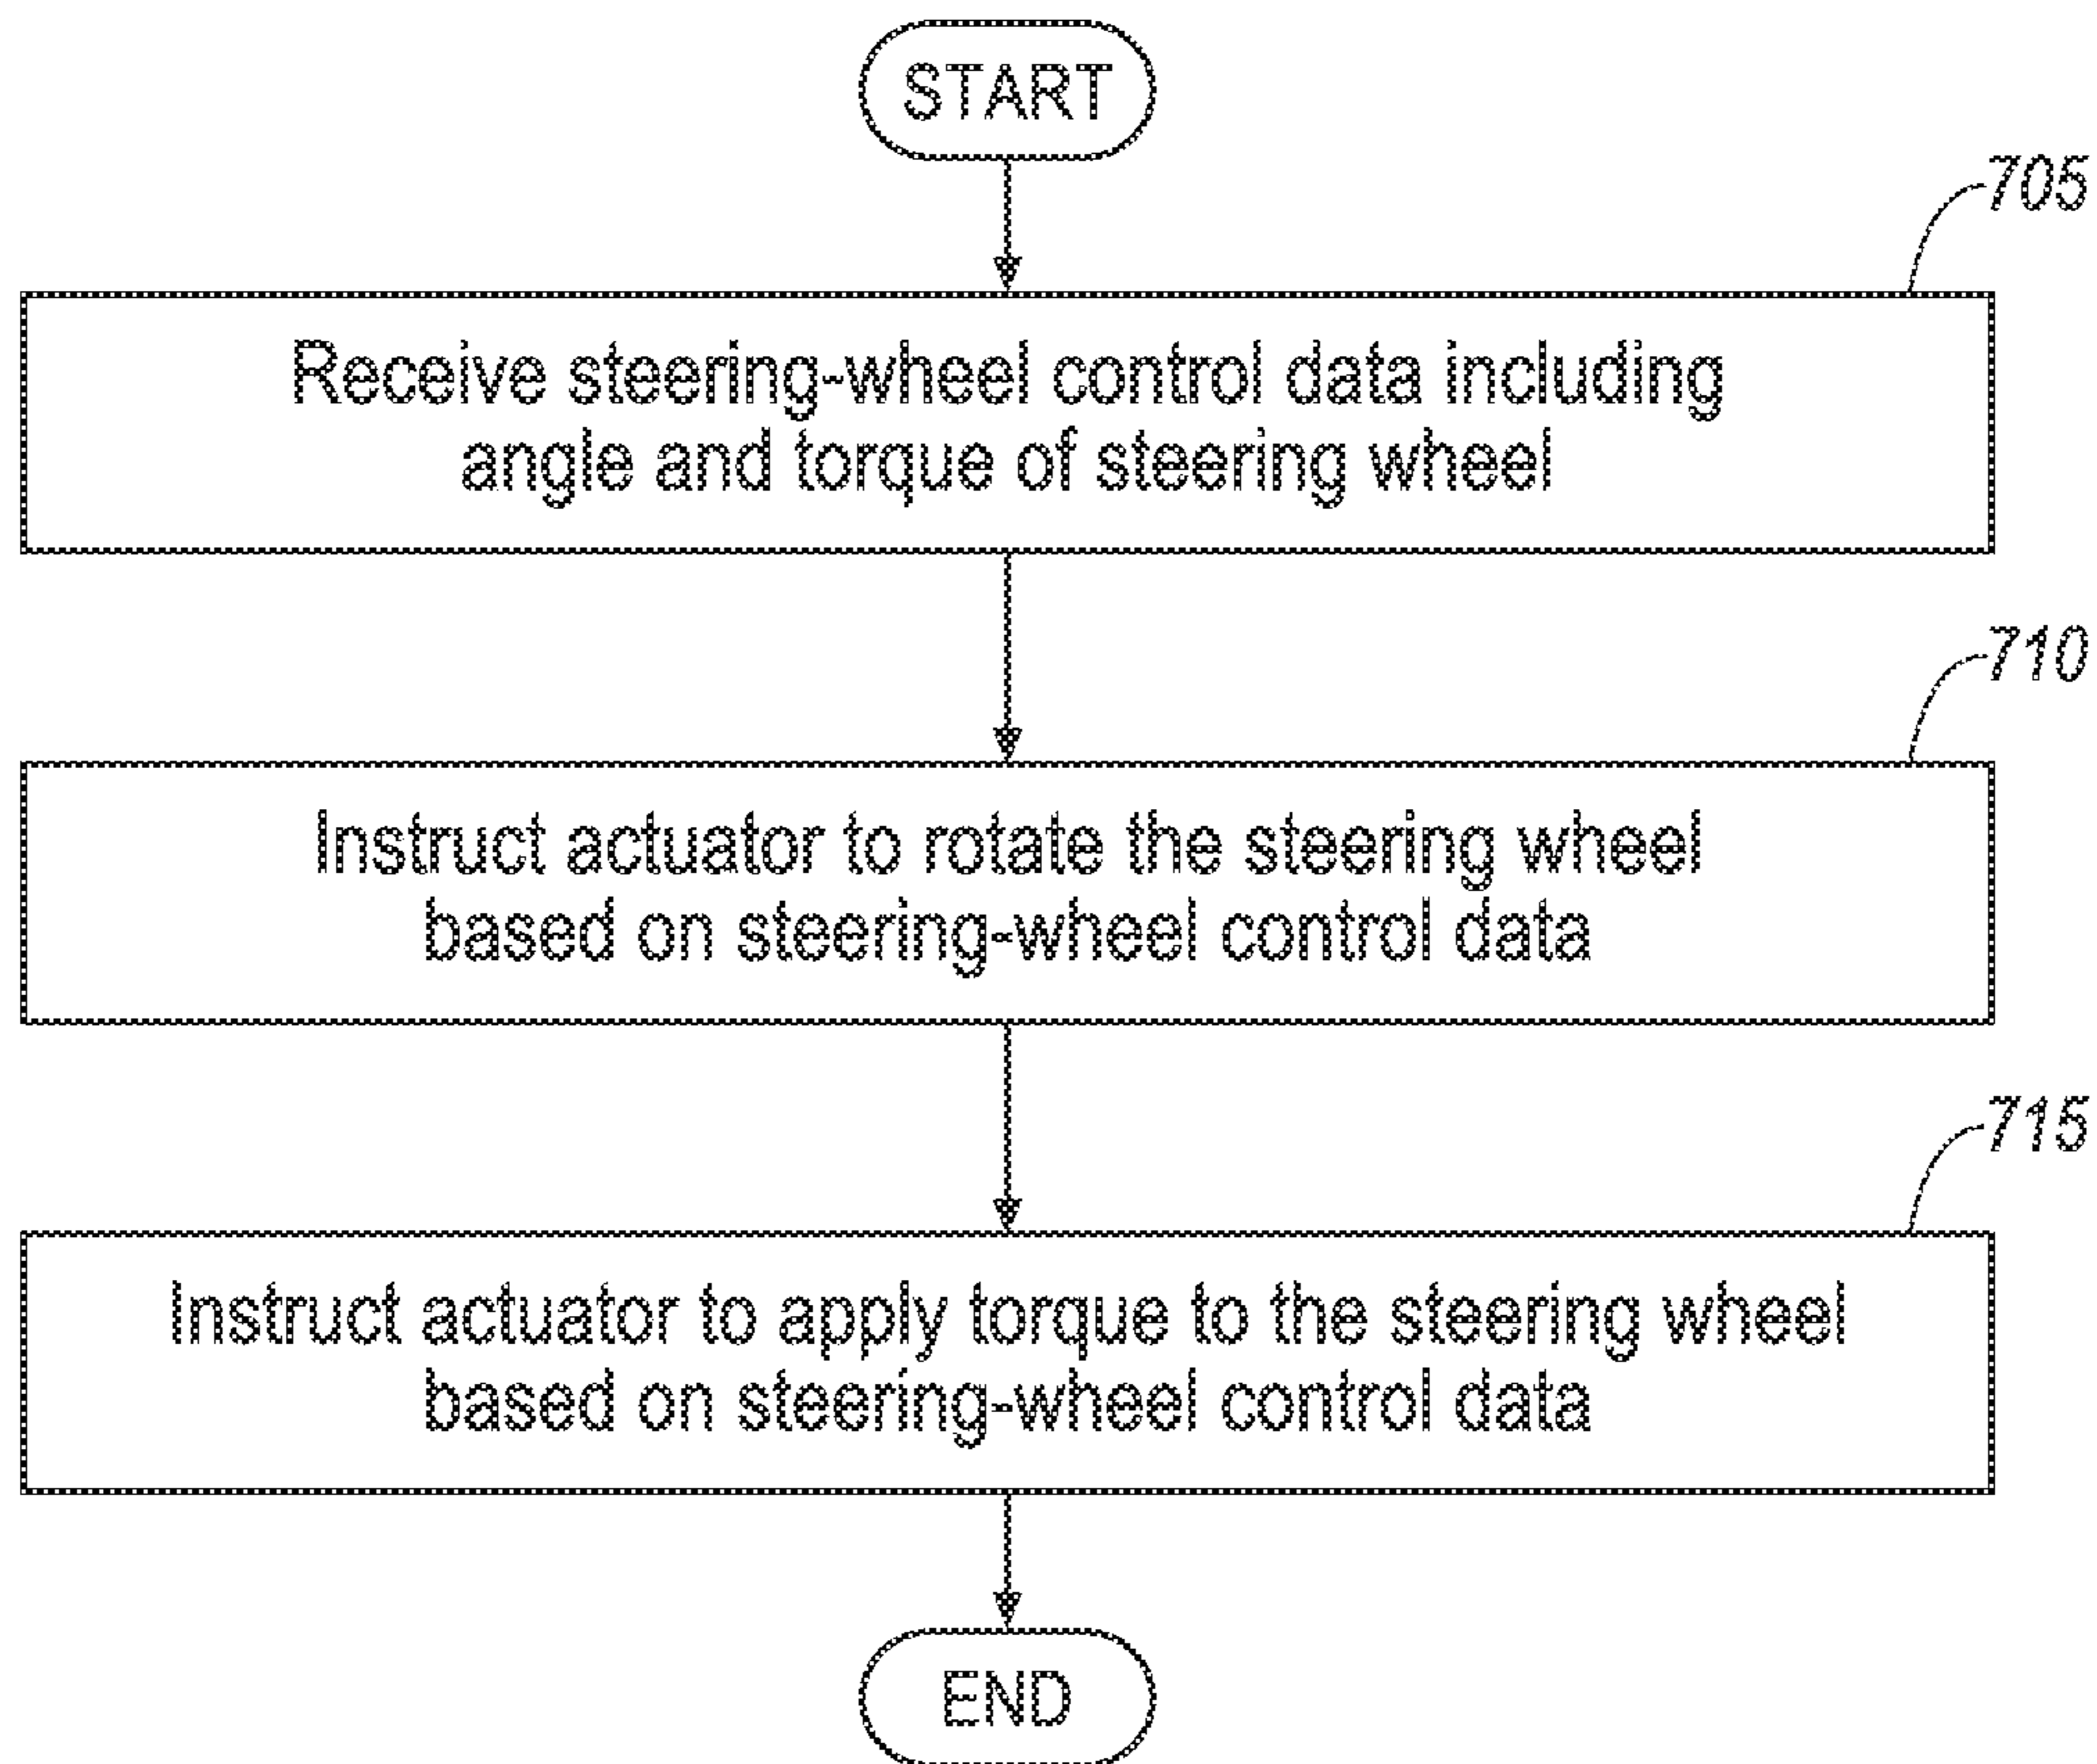 START
705
Receive steering-wheel control data including
angle and torque of steering wheel
710
Instruct actuator to rotate the steering wheel
based on steering-wheel control data
715
Instruct actuator to apply torque to the steering wheel
based on steering-wheel control data
END